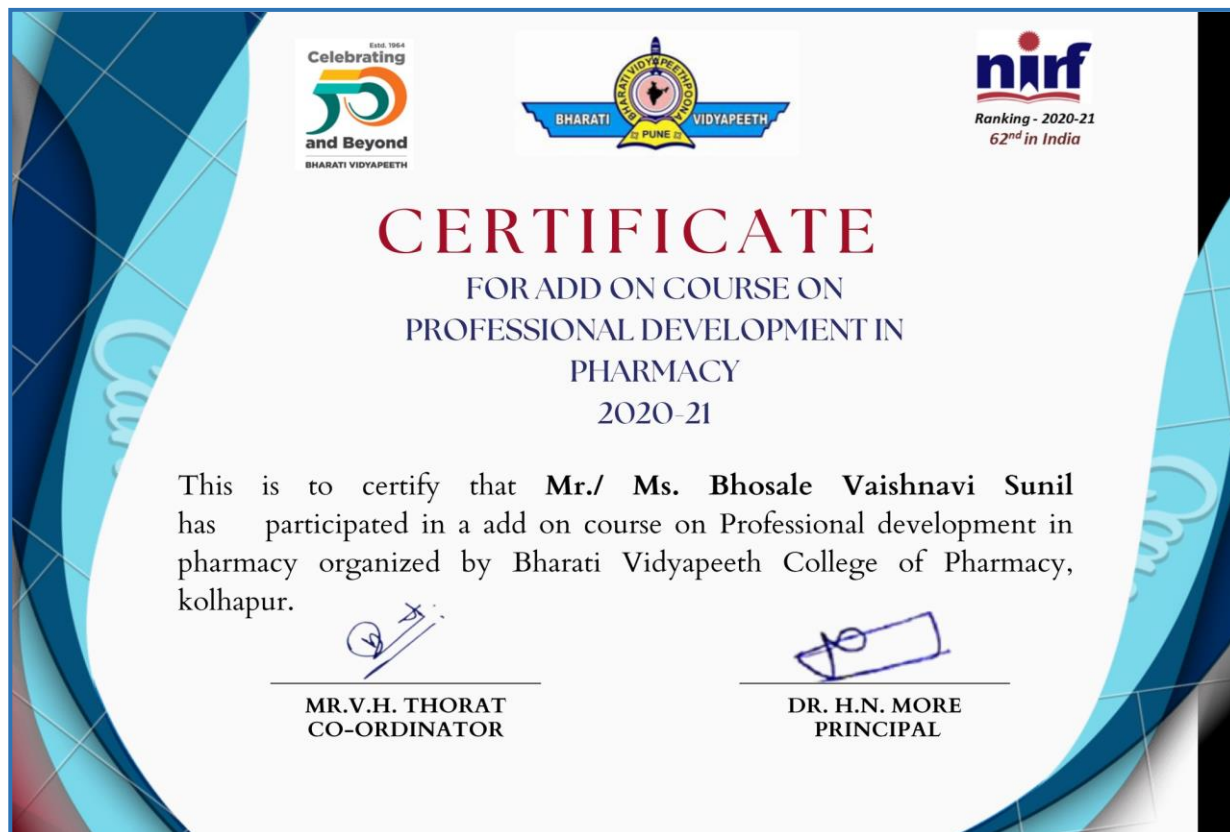 Estd. 1964
Celebrating
50
and Beyond
BHARATI VIDYAPEETH
BHARATI VIDYAPEETH POONA
BHARATI VIDYAPEETH
PUNE
nirf
Ranking - 2020-21
62nd in India
CERTIFICATE
FOR ADD ON COURSE ON
PROFESSIONAL DEVELOPMENT IN
PHARMACY
2020-21
This is to certify that Mr./ Ms. Bhosale Vaishnavi Sunil
has participated in a add on course on Professional development in
pharmacy organized by Bharati Vidyapeeth College of Pharmacy,
kolhapur.
MR.V.H. THORAT
CO-ORDINATOR
DR. H.N. MORE
PRINCIPAL